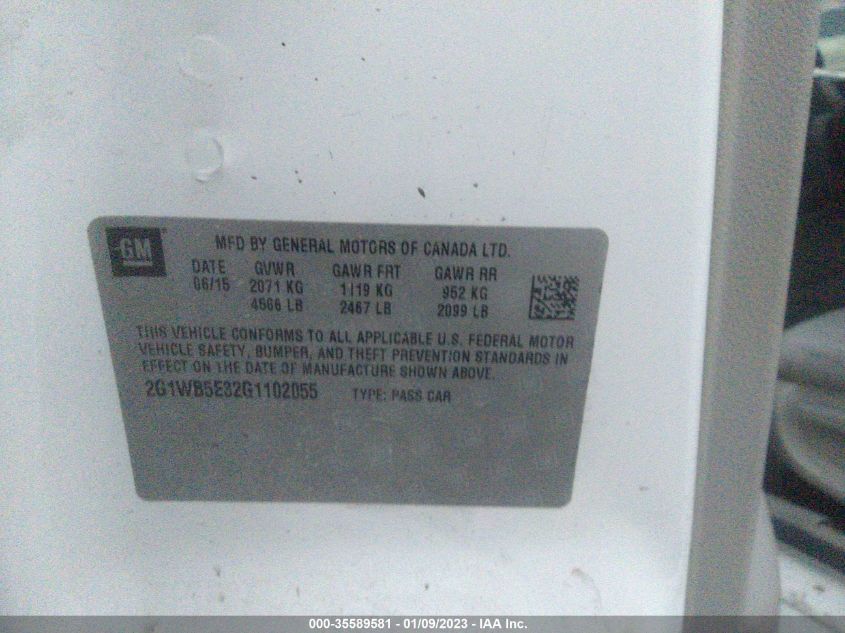 GM
MFD BY GENERAL MOTORS OF CANADA LTD.
DATE GVWR GAWR FRT GAWR RR
06/15 2071 KG 1119 KG 952 KG
4566 LB 2467 LB 2099 LB
THIS VEHICLE CONFORMS TO ALL APPLICABLE U.S. FEDERAL MOTOR
VEHICLE SAFETY, BUMPER, AND THEFT PREVENTION STANDARDS IN
EFFECT ON THE DATE OF MANUFACTURE SHOWN ABOVE.
2G1WB5E32G1102055 TYPE: PASS CAR
000-35589581 - 01/09/2023 - IAA Inc.